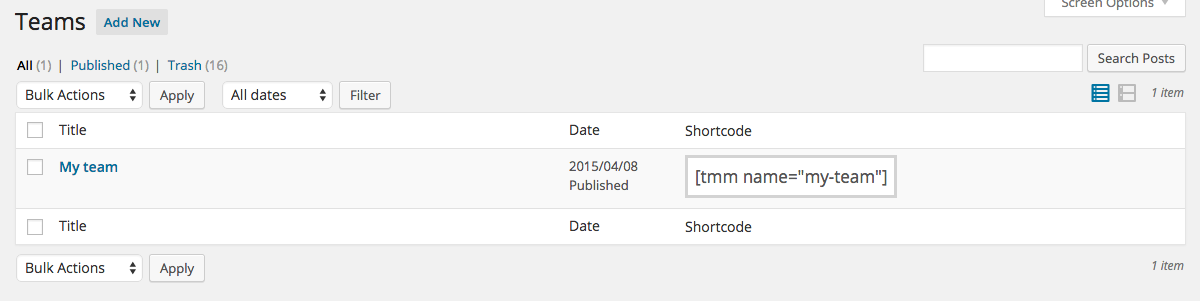 Screen Options
Teams Add New
All (1) | Published (1) | Trash (16)
Search Posts
Bulk Actions Apply All dates Filter 1 item
Title Date Shortcode
My team 2015/04/08 [tmm name="my-team"]
Published
Title Date Shortcode
Bulk Actions Apply 1 item